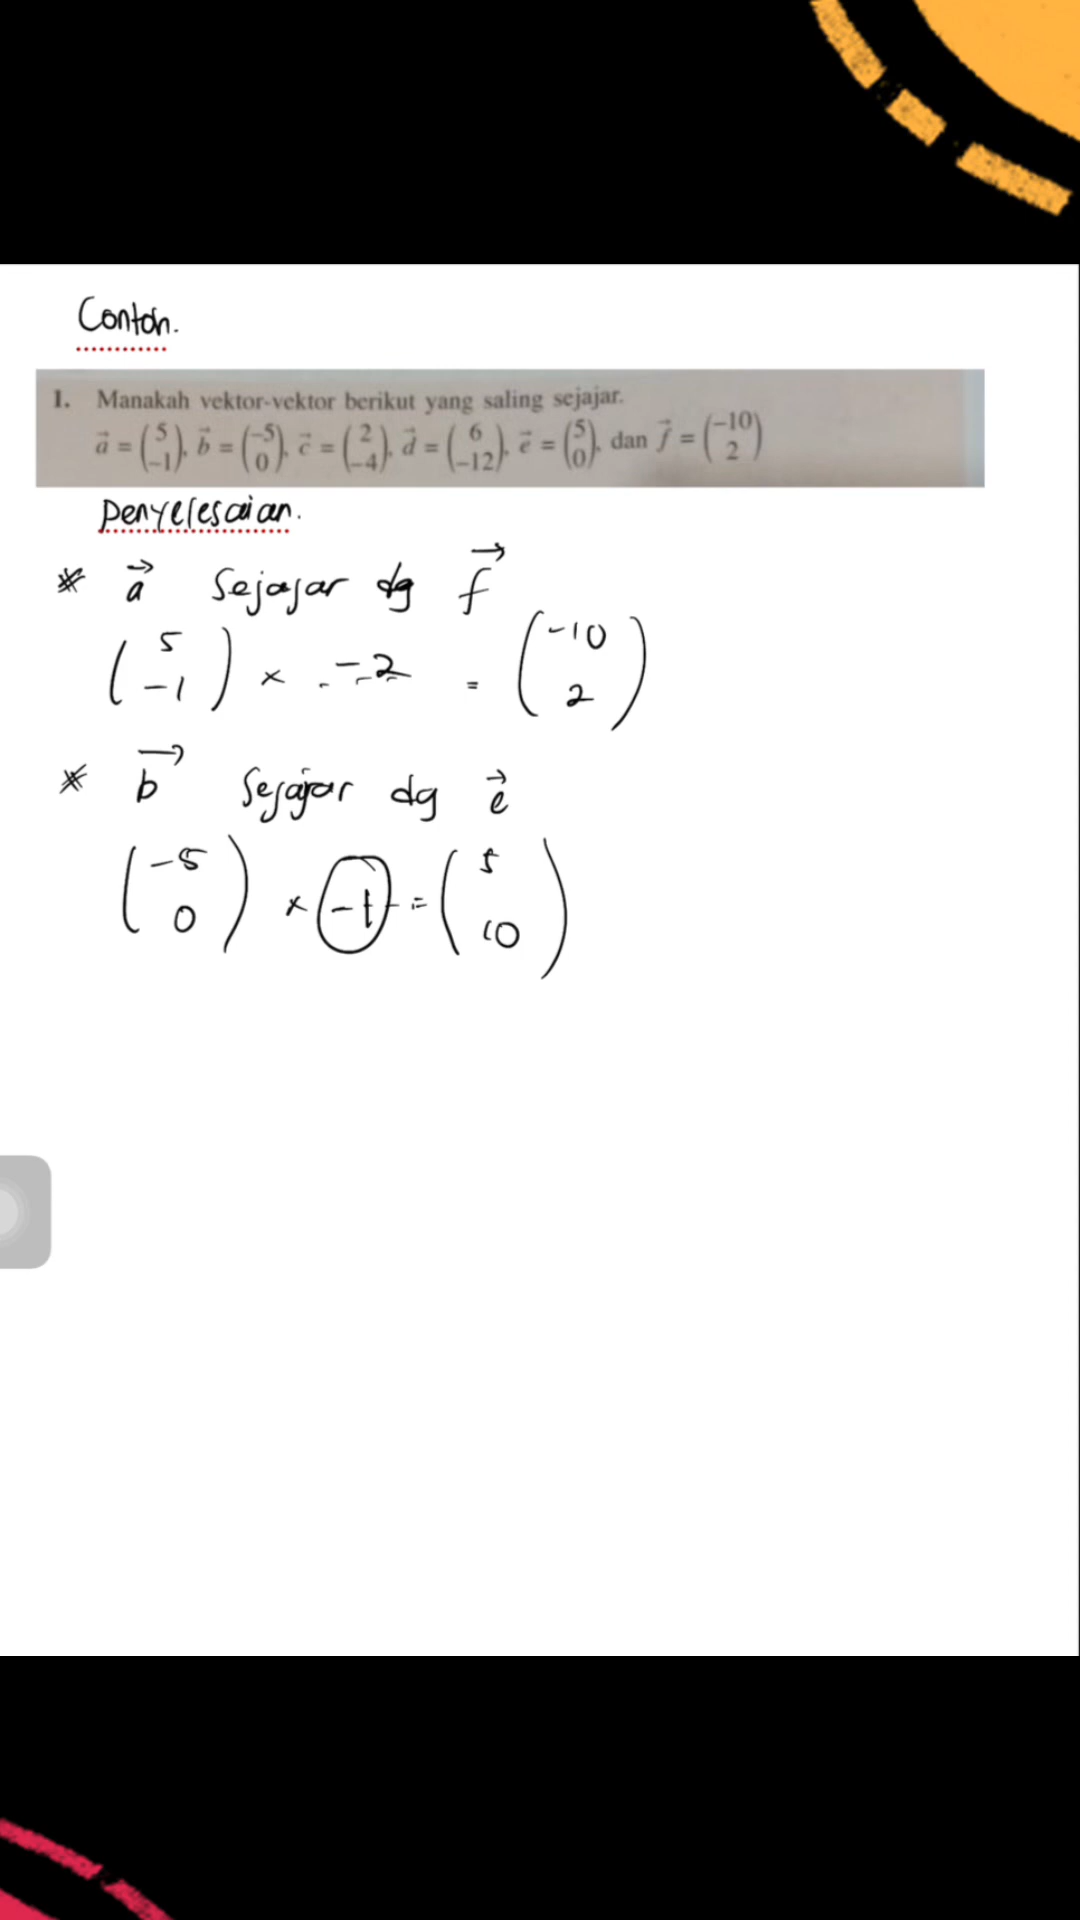 Contoh.
1. Manakah vektor-vektor berikut yang saling sejajar.
a⃗ = (5 −1), b⃗ = (−5 0), c⃗ = (2 −4), d⃗ = (6 −12), e⃗ = (5 0), dan f⃗ = (−10 2)
Penyelesaian.
* a⃗ Sejajar dg f⃗
(5 −1) × −2 = (−10 2)
* b⃗ Sejajar dg e⃗
(−5 0) × −1 = (5 10)